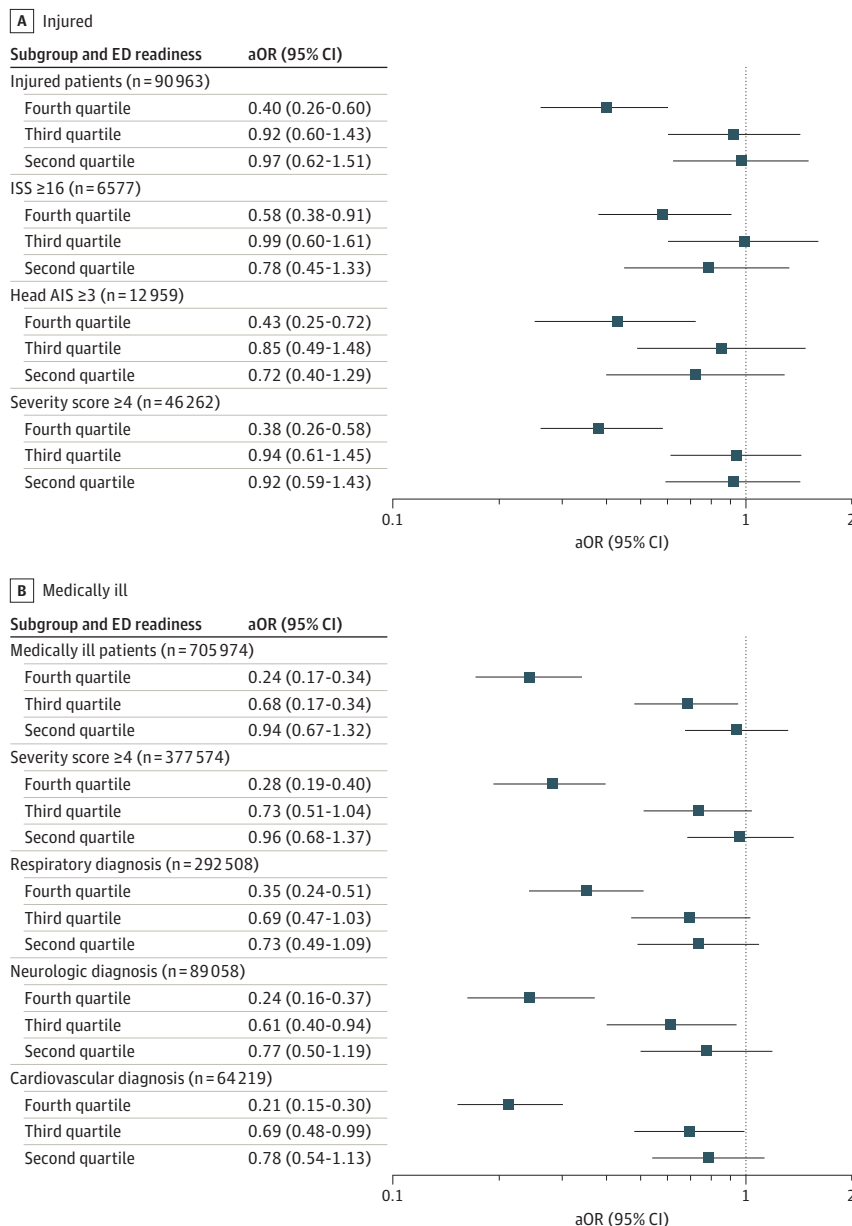 A Injured
Subgroup and ED readiness aOR (95% CI)
Injured patients (n = 90 963)
Fourth quartile 0.40 (0.26-0.60)
Third quartile 0.92 (0.60-1.43)
Second quartile 0.97 (0.62-1.51)
ISS ≥16 (n = 6577)
Fourth quartile 0.58 (0.38-0.91)
Third quartile 0.99 (0.60-1.61)
Second quartile 0.78 (0.45-1.33)
Head AIS ≥3 (n = 12 959)
Fourth quartile 0.43 (0.25-0.72)
Third quartile 0.85 (0.49-1.48)
Second quartile 0.72 (0.40-1.29)
Severity score ≥4 (n = 46 262)
Fourth quartile 0.38 (0.26-0.58)
Third quartile 0.94 (0.61-1.45)
Second quartile 0.92 (0.59-1.43)
0.1 1 2
aOR (95% CI)
B Medically ill
Subgroup and ED readiness aOR (95% CI)
Medically ill patients (n = 705 974)
Fourth quartile 0.24 (0.17-0.34)
Third quartile 0.68 (0.17-0.34)
Second quartile 0.94 (0.67-1.32)
Severity score ≥4 (n = 377 574)
Fourth quartile 0.28 (0.19-0.40)
Third quartile 0.73 (0.51-1.04)
Second quartile 0.96 (0.68-1.37)
Respiratory diagnosis (n = 292 508)
Fourth quartile 0.35 (0.24-0.51)
Third quartile 0.69 (0.47-1.03)
Second quartile 0.73 (0.49-1.09)
Neurologic diagnosis (n = 89 058)
Fourth quartile 0.24 (0.16-0.37)
Third quartile 0.61 (0.40-0.94)
Second quartile 0.77 (0.50-1.19)
Cardiovascular diagnosis (n = 64 219)
Fourth quartile 0.21 (0.15-0.30)
Third quartile 0.69 (0.48-0.99)
Second quartile 0.78 (0.54-1.13)
0.1 1 2
aOR (95% CI)